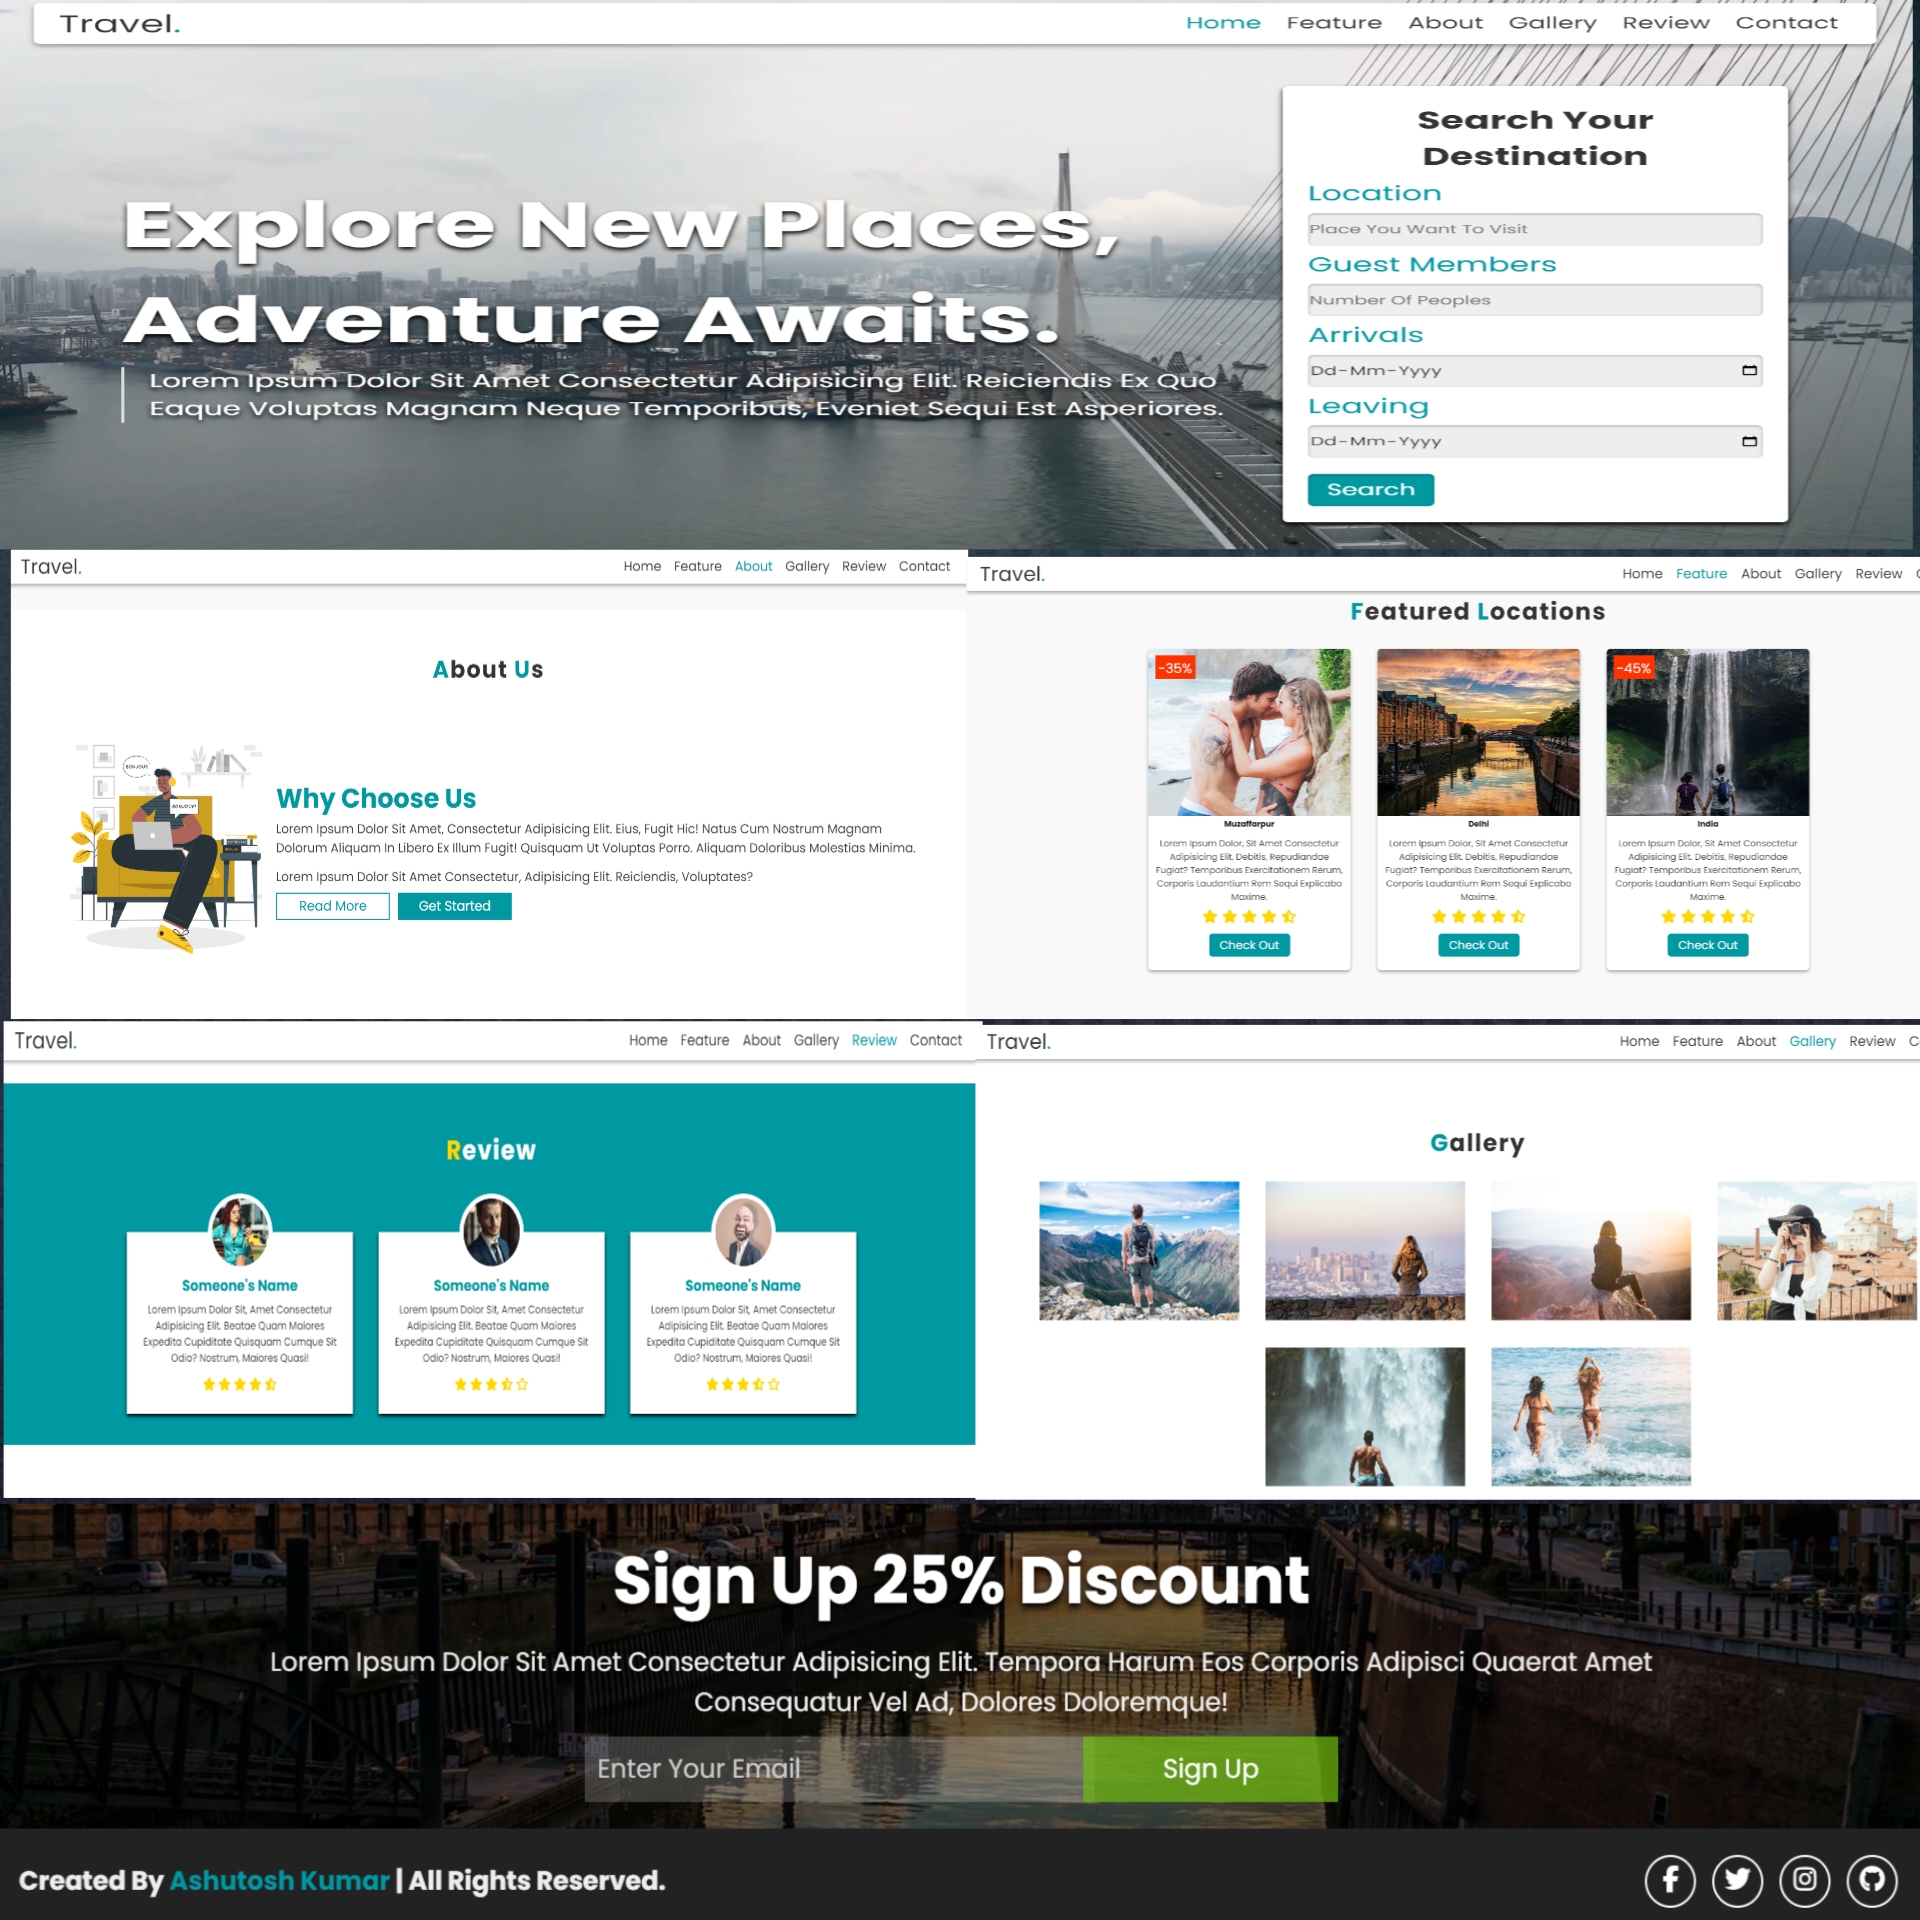 Travel.
Home Feature About Gallery Review Contact
Search Your
Destination
Location
Place You Want To Visit
Guest Members
Number Of Peoples
Arrivals
Dd-Mm-Yyyy
Leaving
Dd-Mm-Yyyy
Search
Explore New Places,
Adventure Awaits.
Lorem Ipsum Dolor Sit Amet Consectetur Adipisicing Elit. Reiciendis Ex Quo
Eaque Voluptas Magnam Neque Temporibus, Eveniet Sequi Est Asperiores.
Travel.
Home Feature About Gallery Review Contact
About Us
BONJOUR
BONJOUR!
Why Choose Us
Lorem Ipsum Dolor Sit Amet, Consectetur Adipisicing Elit. Eius, Fugit Hic! Natus Cum Nostrum Magnam
Dolorum Aliquam In Libero Ex Illum Fugit! Quisquam Ut Voluptas Porro. Aliquam Doloribus Molestias Minima.
Lorem Ipsum Dolor Sit Amet Consectetur, Adipisicing Elit. Reiciendis, Voluptates?
Read More Get Started
Travel.
Home Feature About Gallery Review
Featured Locations
-35%
Muzaffarpur
Lorem Ipsum Dolor, Sit Amet Consectetur
Adipisicing Elit. Debitis, Repudiandae
Fugiat? Temporibus Exercitationem Rerum,
Corporis Laudantium Rem Sequi Explicabo
Maxime.
Check Out
Delhi
Lorem Ipsum Dolor, Sit Amet Consectetur
Adipisicing Elit. Debitis, Repudiandae
Fugiat? Temporibus Exercitationem Rerum,
Corporis Laudantium Rem Sequi Explicabo
Maxime.
Check Out
-45%
India
Lorem Ipsum Dolor, Sit Amet Consectetur
Adipisicing Elit. Debitis, Repudiandae
Fugiat? Temporibus Exercitationem Rerum,
Corporis Laudantium Rem Sequi Explicabo
Maxime.
Check Out
Travel.
Home Feature About Gallery Review Contact
Review
Someone's Name
Lorem Ipsum Dolor Sit, Amet Consectetur
Adipisicing Elit. Beatae Quam Maiores
Expedita Cupiditate Quisquam Cumque Sit
Odio? Nostrum, Maiores Quasi!
Someone's Name
Lorem Ipsum Dolor Sit, Amet Consectetur
Adipisicing Elit. Beatae Quam Maiores
Expedita Cupiditate Quisquam Cumque Sit
Odio? Nostrum, Maiores Quasi!
Someone's Name
Lorem Ipsum Dolor Sit, Amet Consectetur
Adipisicing Elit. Beatae Quam Maiores
Expedita Cupiditate Quisquam Cumque Sit
Odio? Nostrum, Maiores Quasi!
Travel.
Home Feature About Gallery Review
Gallery
Sign Up 25% Discount
Lorem Ipsum Dolor Sit Amet Consectetur Adipisicing Elit. Tempora Harum Eos Corporis Adipisci Quaerat Amet
Consequatur Vel Ad, Dolores Doloremque!
Enter Your Email Sign Up
Created By Ashutosh Kumar | All Rights Reserved.